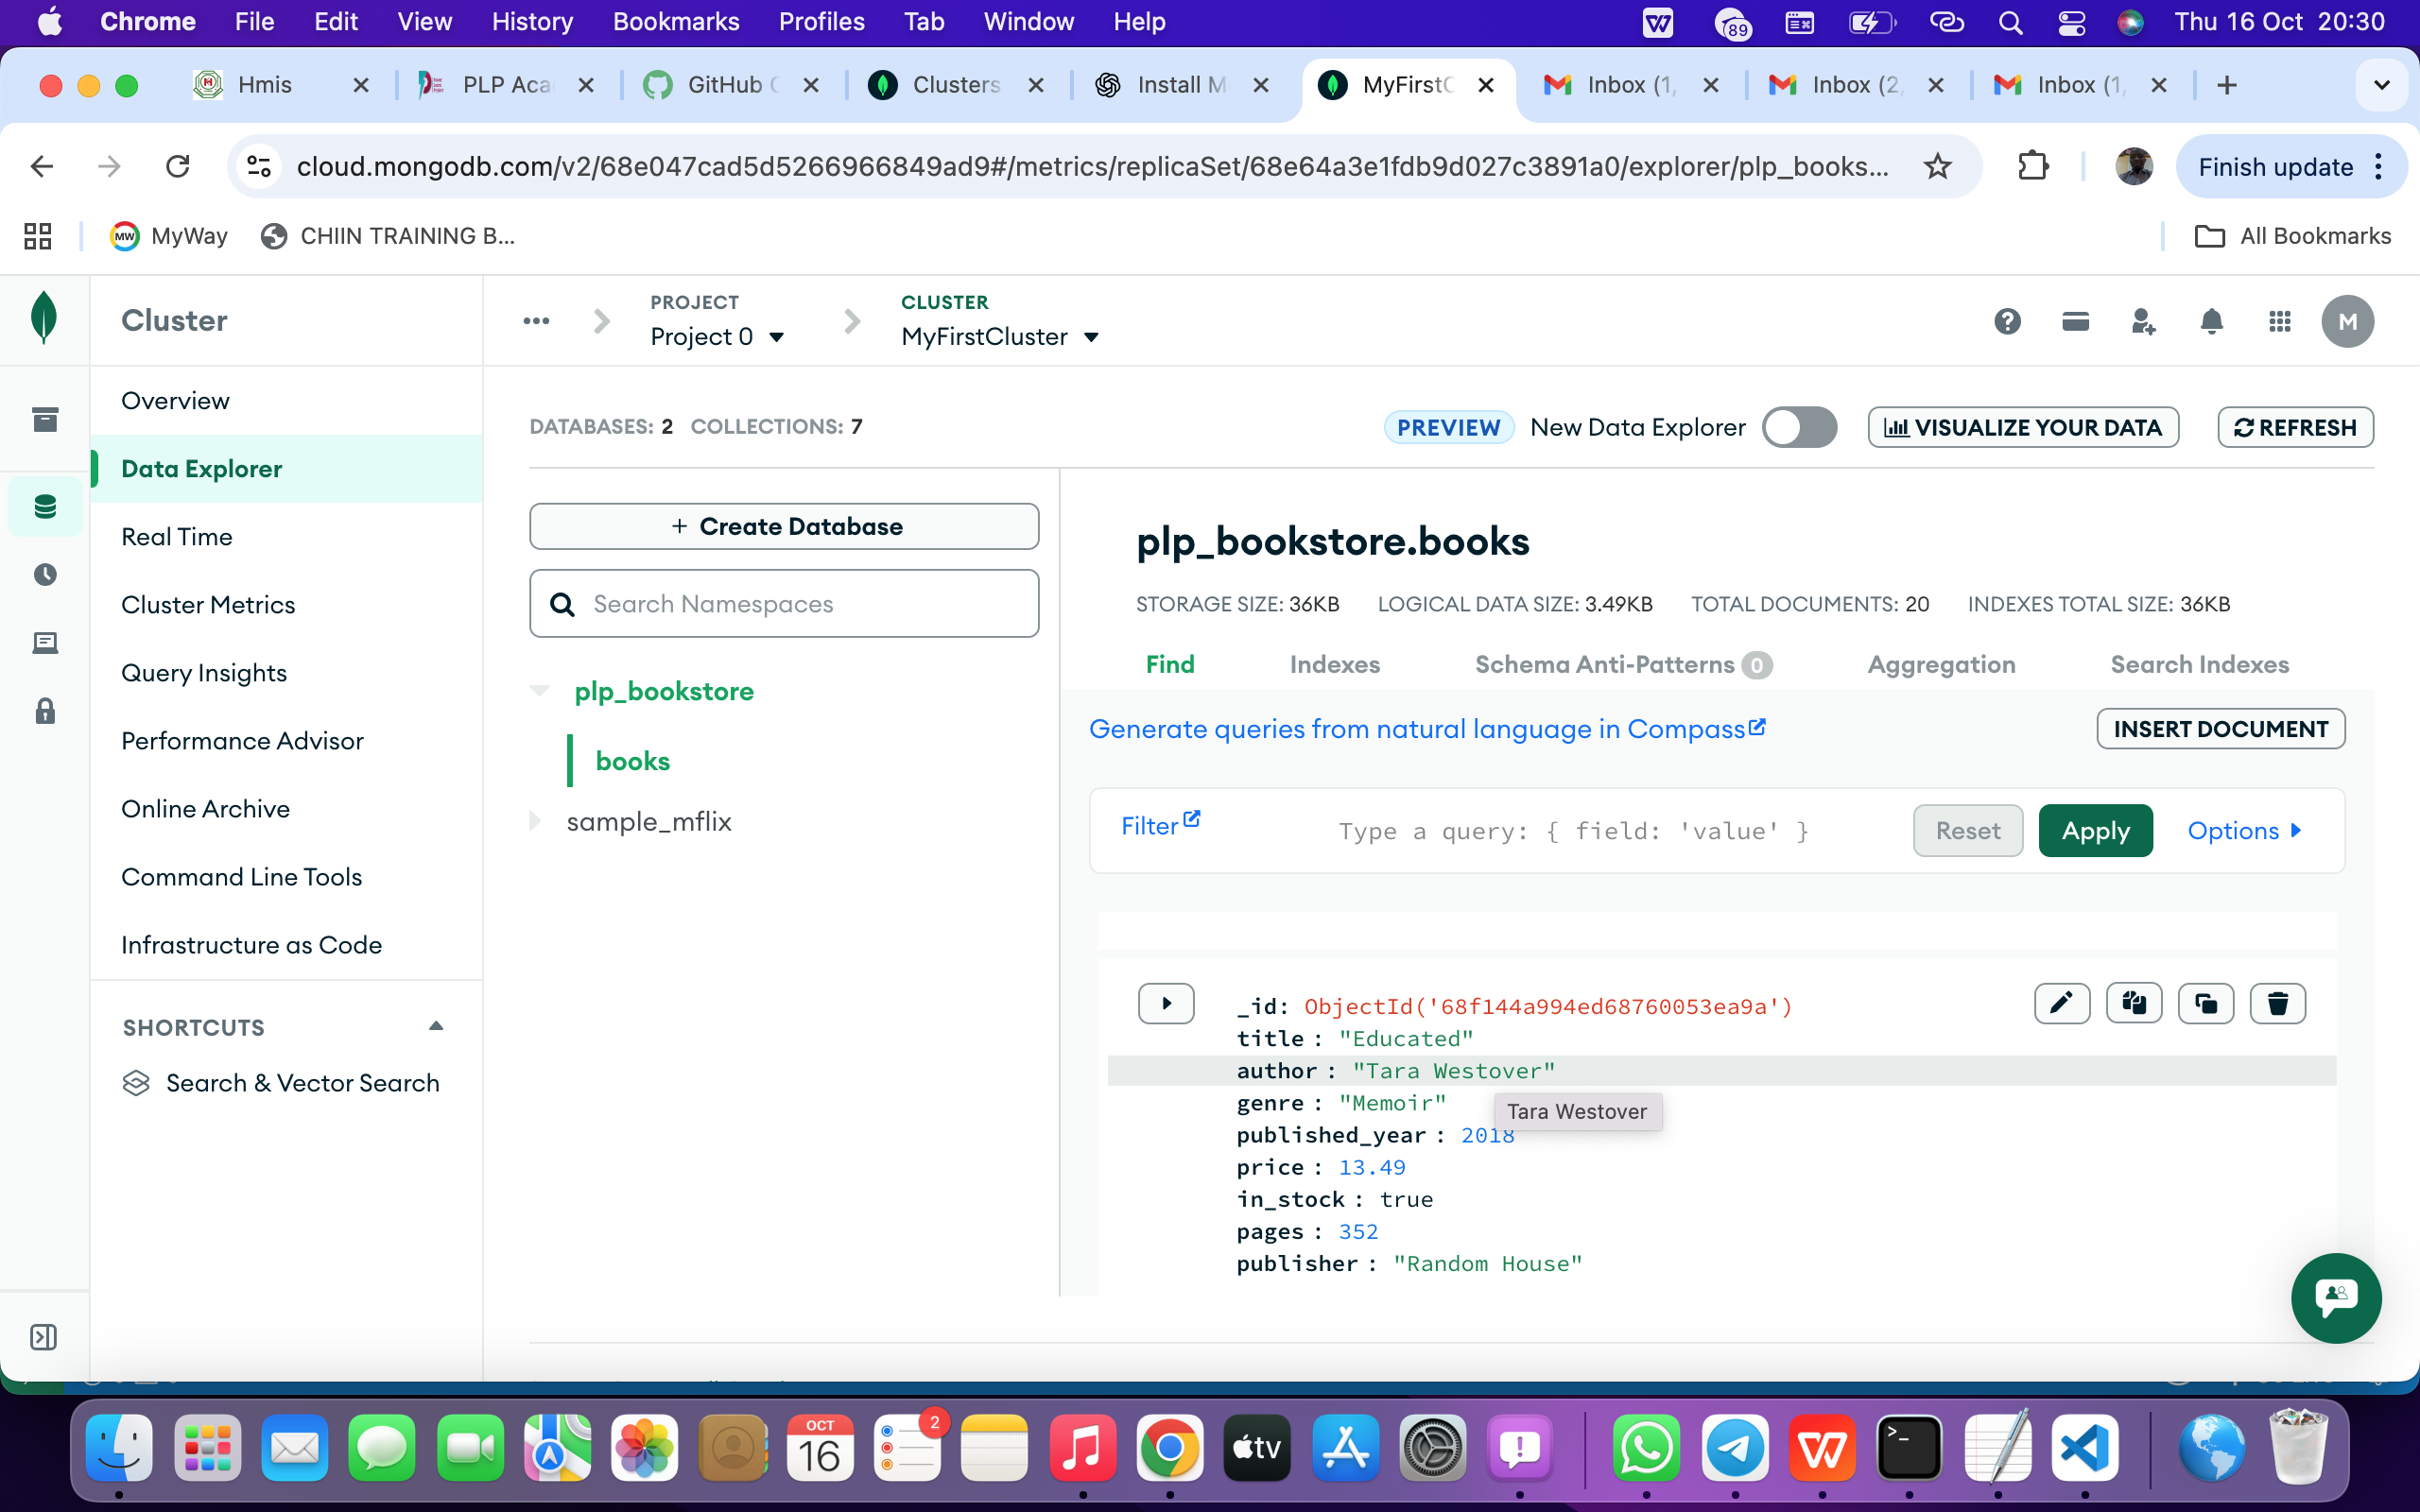 Chrome File Edit View History Bookmarks Profiles Tab Window Help 89 Thu 16 Oct 20:30
Hmis PLP Aca GitHub Clusters Install M MyFirstC Inbox (1, Inbox (2, Inbox (1,
cloud.mongodb.com/v2/68e047cad5d5266966849ad9#/metrics/replicaSet/68e64a3e1fdb9d027c3891a0/explorer/plp_books... Finish update
MW MyWay CHIIN TRAINING B... All Bookmarks
Cluster
PROJECT
Project 0
CLUSTER
MyFirstCluster
M
Overview
Data Explorer
Real Time
Cluster Metrics
Query Insights
Performance Advisor
Online Archive
Command Line Tools
Infrastructure as Code
SHORTCUTS
Search & Vector Search
DATABASES: 2 COLLECTIONS: 7
PREVIEW New Data Explorer VISUALIZE YOUR DATA REFRESH
+ Create Database
Search Namespaces
plp_bookstore
books
sample_mflix
plp_bookstore.books
STORAGE SIZE: 36KB LOGICAL DATA SIZE: 3.49KB TOTAL DOCUMENTS: 20 INDEXES TOTAL SIZE: 36KB
Find Indexes Schema Anti-Patterns 0 Aggregation Search Indexes
Generate queries from natural language in Compass INSERT DOCUMENT
Filter Type a query: { field: 'value' } Reset Apply Options
_id: ObjectId('68f144a994ed68760053ea9a')
title : "Educated"
author : "Tara Westover"
genre : "Memoir"
Tara Westover
published_year : 2018
price : 13.49
in_stock : true
pages : 352
publisher : "Random House"
OCT
16
2
tv